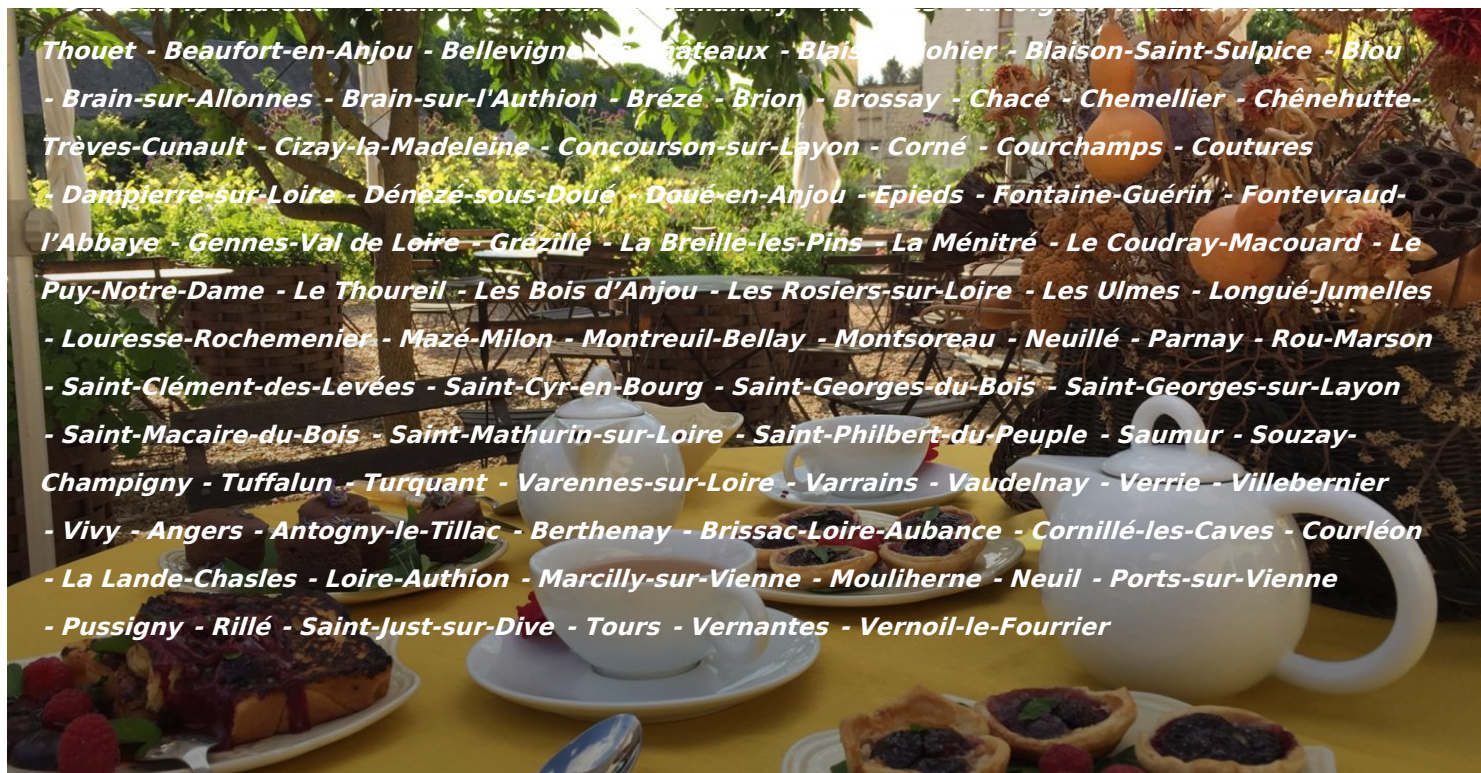 Thouet - Beaufort-en-Anjou - Bellevigne-les-Châteaux - Blaison-Gohier - Blaison-Saint-Sulpice - Blou
- Brain-sur-Allonnes - Brain-sur-l'Authion - Brézé - Brion - Brossay - Chacé - Chemellier - Chênehutte-
Trèves-Cunault - Cizay-la-Madeleine - Concourson-sur-Layon - Corné - Courchamps - Coutures
- Dampierre-sur-Loire - Dénezé-sous-Doué - Doué-en-Anjou - Epieds - Fontaine-Guérin - Fontevraud-
l’Abbaye - Gennes-Val de Loire - Grézillé - La Breille-les-Pins - La Ménitré - Le Coudray-Macouard - Le
Puy-Notre-Dame - Le Thoureil - Les Bois d’Anjou - Les Rosiers-sur-Loire - Les Ulmes - Longué-Jumelles
- Louresse-Rochemenier - Mazé-Milon - Montreuil-Bellay - Montsoreau - Neuillé - Parnay - Rou-Marson
- Saint-Clément-des-Levées - Saint-Cyr-en-Bourg - Saint-Georges-du-Bois - Saint-Georges-sur-Layon
- Saint-Macaire-du-Bois - Saint-Mathurin-sur-Loire - Saint-Philbert-du-Peuple - Saumur - Souzay-
Champigny - Tuffalun - Turquant - Varennes-sur-Loire - Varrains - Vaudelnay - Verrie - Villebernier
- Vivy - Angers - Antogny-le-Tillac - Berthenay - Brissac-Loire-Aubance - Cornillé-les-Caves - Courléon
- La Lande-Chasles - Loire-Authion - Marcilly-sur-Vienne - Mouliherne - Neuil - Ports-sur-Vienne
- Pussigny - Rillé - Saint-Just-sur-Dive - Tours - Vernantes - Vernoil-le-Fourrier